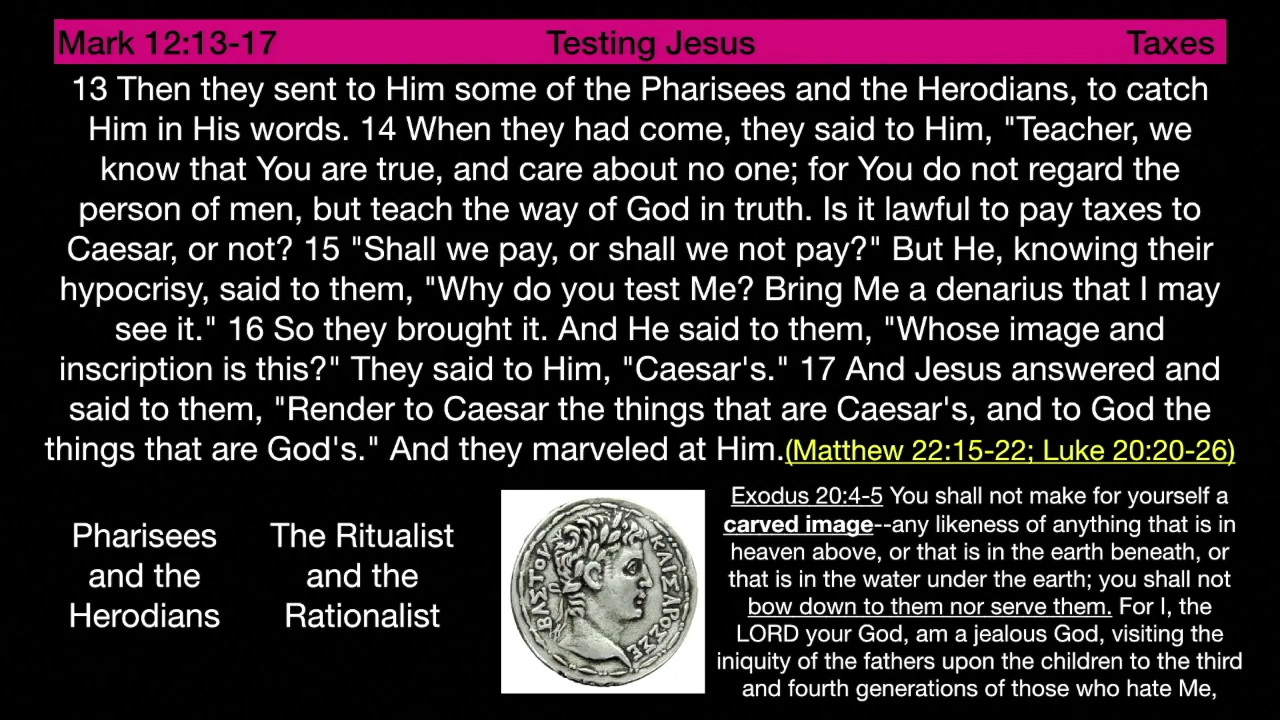 Mark 12:13-17 Testing Jesus Taxes
13 Then they sent to Him some of the Pharisees and the Herodians, to catch
Him in His words. 14 When they had come, they said to Him, "Teacher, we
know that You are true, and care about no one; for You do not regard the
person of men, but teach the way of God in truth. Is it lawful to pay taxes to
Caesar, or not? 15 "Shall we pay, or shall we not pay?" But He, knowing their
hypocrisy, said to them, "Why do you test Me? Bring Me a denarius that I may
see it." 16 So they brought it. And He said to them, "Whose image and
inscription is this?" They said to Him, "Caesar's." 17 And Jesus answered and
said to them, "Render to Caesar the things that are Caesar's, and to God the
things that are God's." And they marveled at Him.(Matthew 22:15-22; Luke 20:20-26)
Pharisees
and the
Herodians
The Ritualist
and the
Rationalist
ΚΑΙΣΑΡΟΣΣΕ
ΒΑΣΤΟΥ
Exodus 20:4-5 You shall not make for yourself a
carved image--any likeness of anything that is in
heaven above, or that is in the earth beneath, or
that is in the water under the earth; you shall not
bow down to them nor serve them. For I, the
LORD your God, am a jealous God, visiting the
iniquity of the fathers upon the children to the third
and fourth generations of those who hate Me,